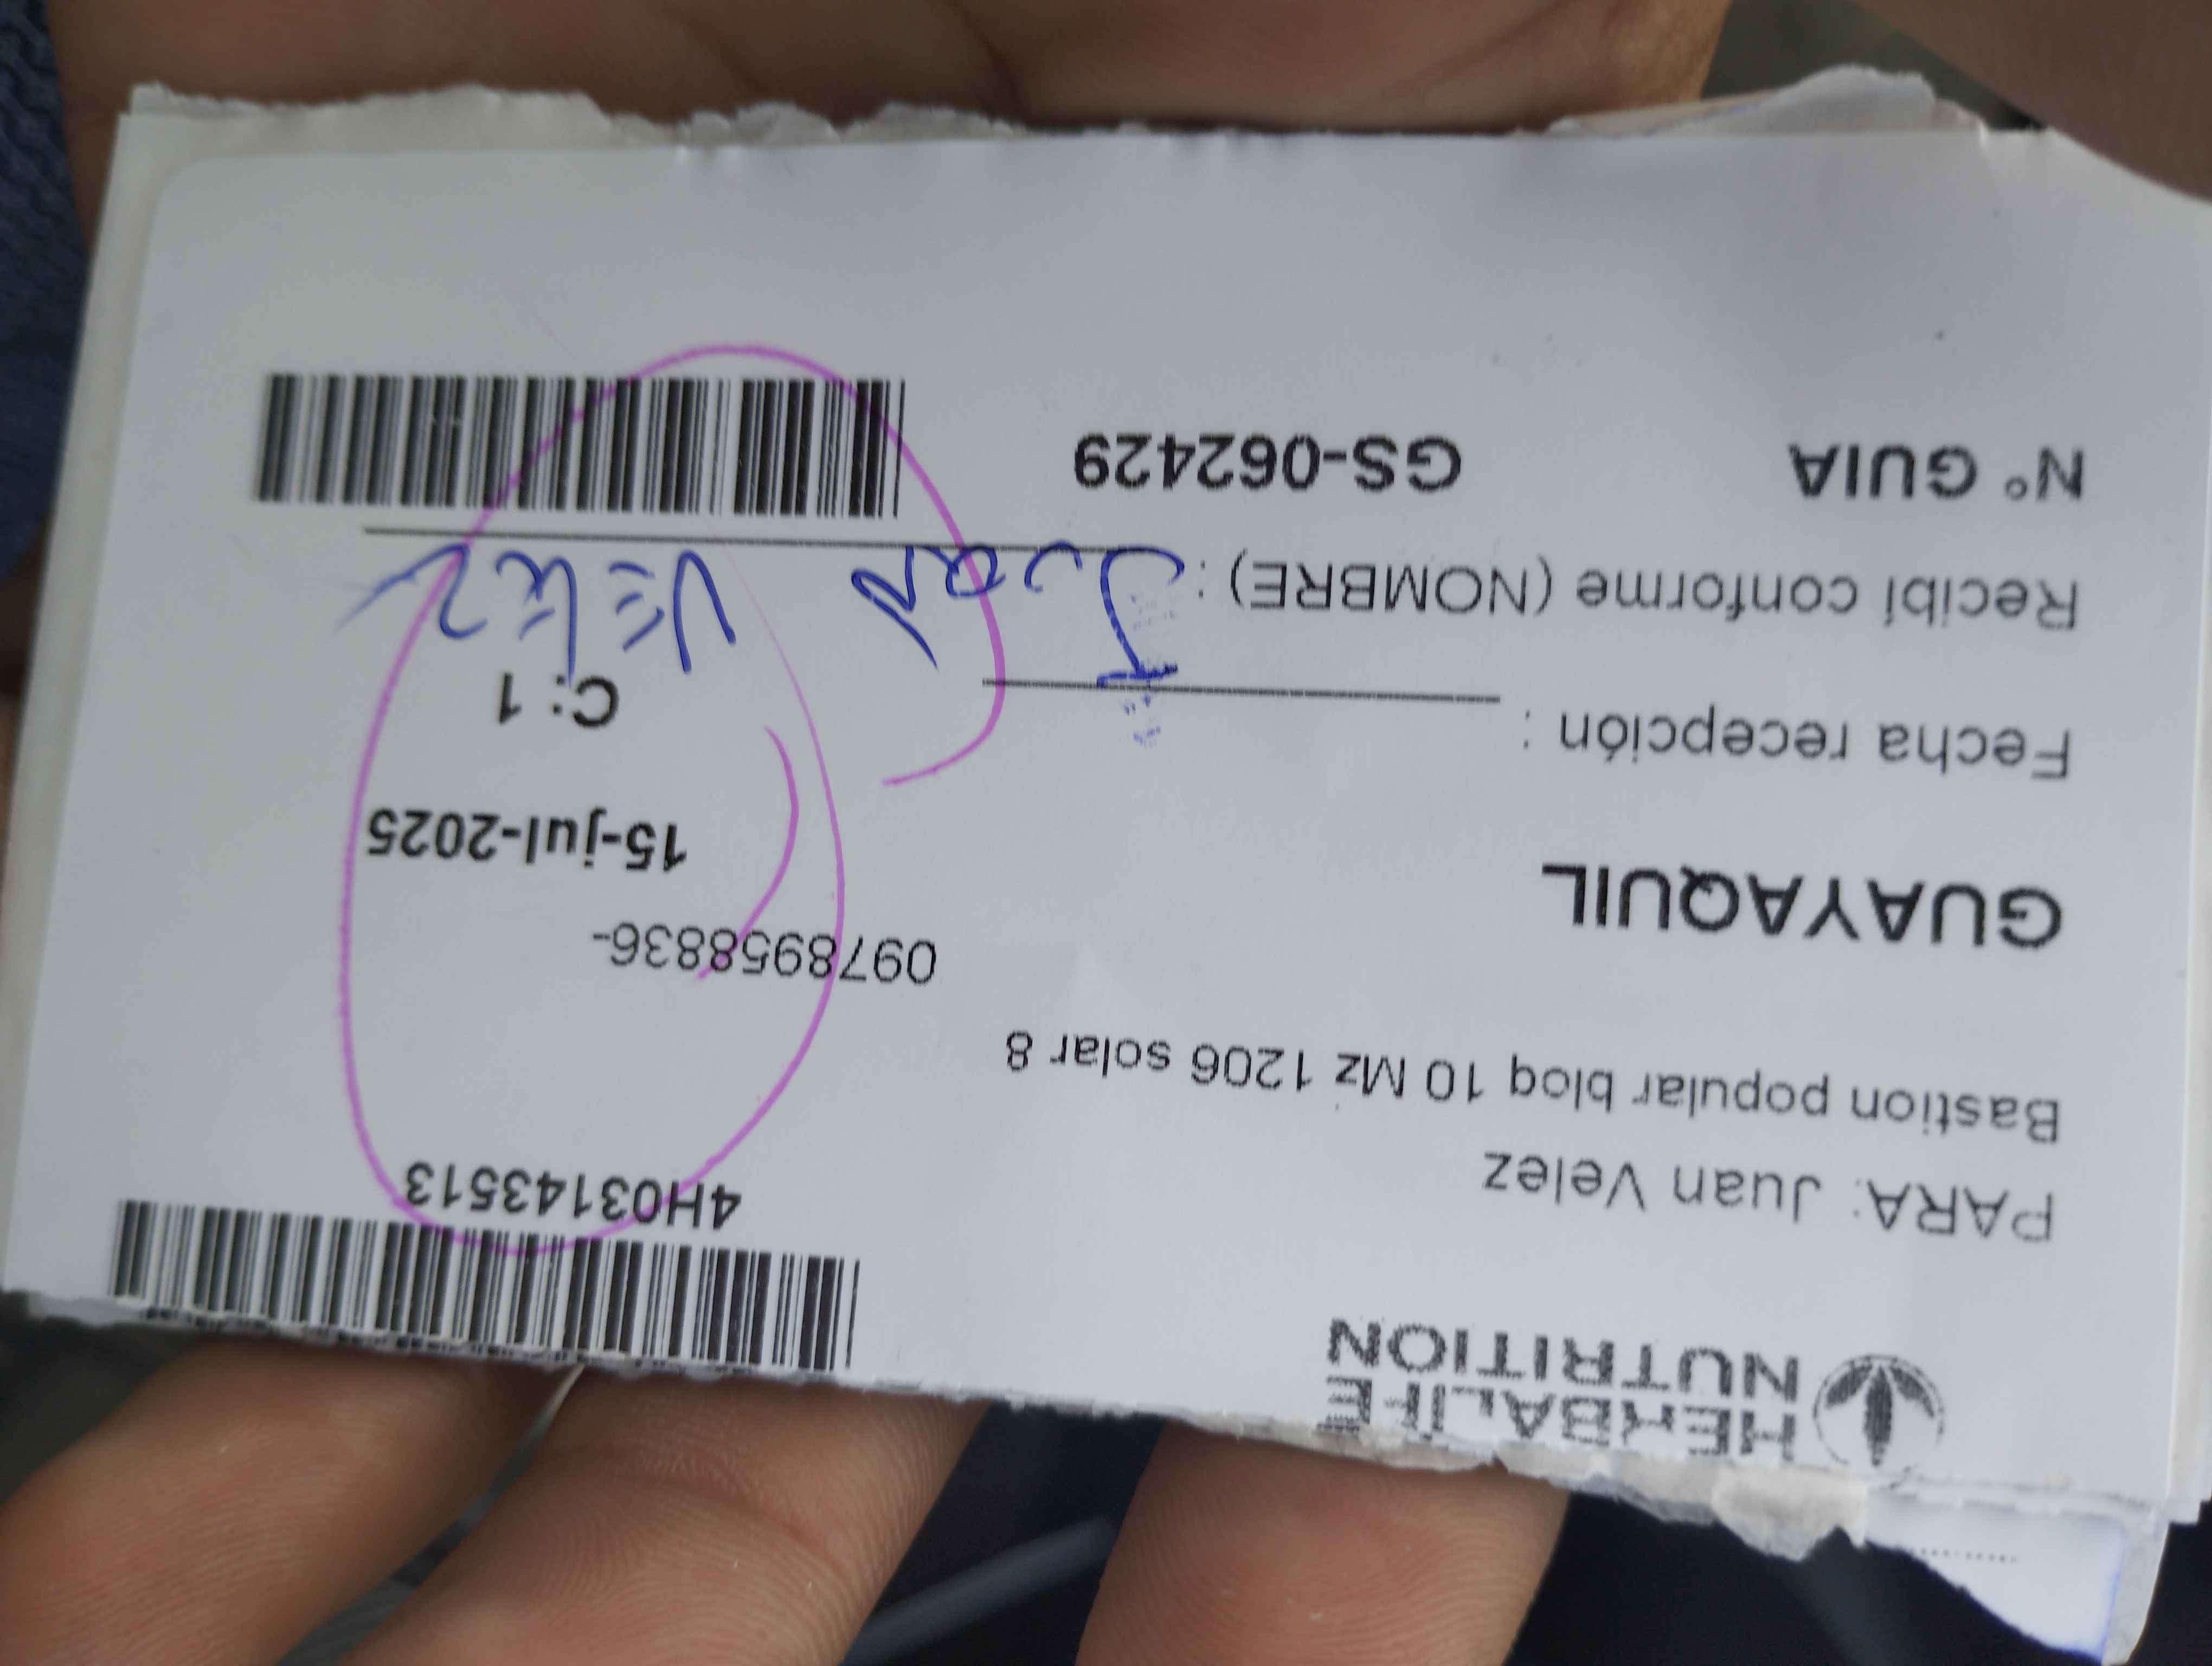 HERBALIFE
NUTRITION
4H03143513
PARA: Juan Velez
Bastion popular bloq 10 Mz 1206 solar 8
0978958836-
GUAYAQUIL
15-jul-2025
Fecha recepción :
C: 1
Recibí conforme (NOMBRE) : Juan Velez
N° GUIA GS-062429